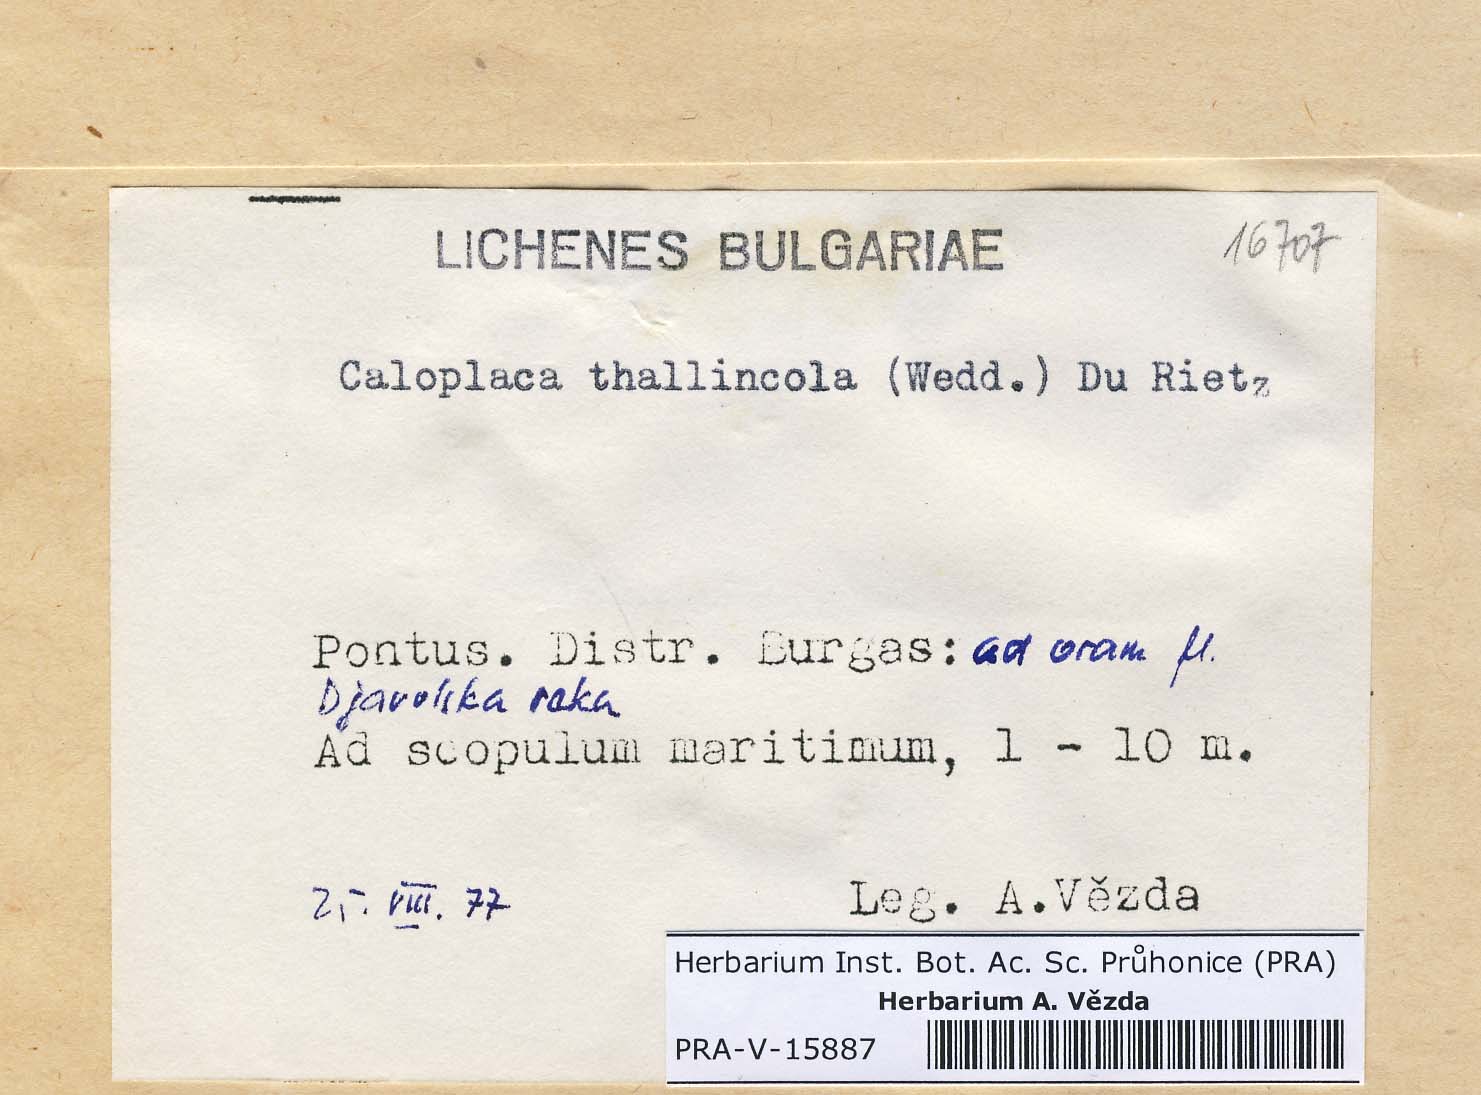 LICHENES BULGARIAE
16707
Caloplaca thallincola (Wedd.) Du Rietz
Pontus. Distr. Burgas: ad oram fl.
Djavolska reka
Ad scopulum maritimum, 1 - 10 m.
25. VIII. 77
Leg. A.Vězda
Herbarium Inst. Bot. Ac. Sc. Průhonice (PRA)
Herbarium A. Vězda
PRA-V-15887